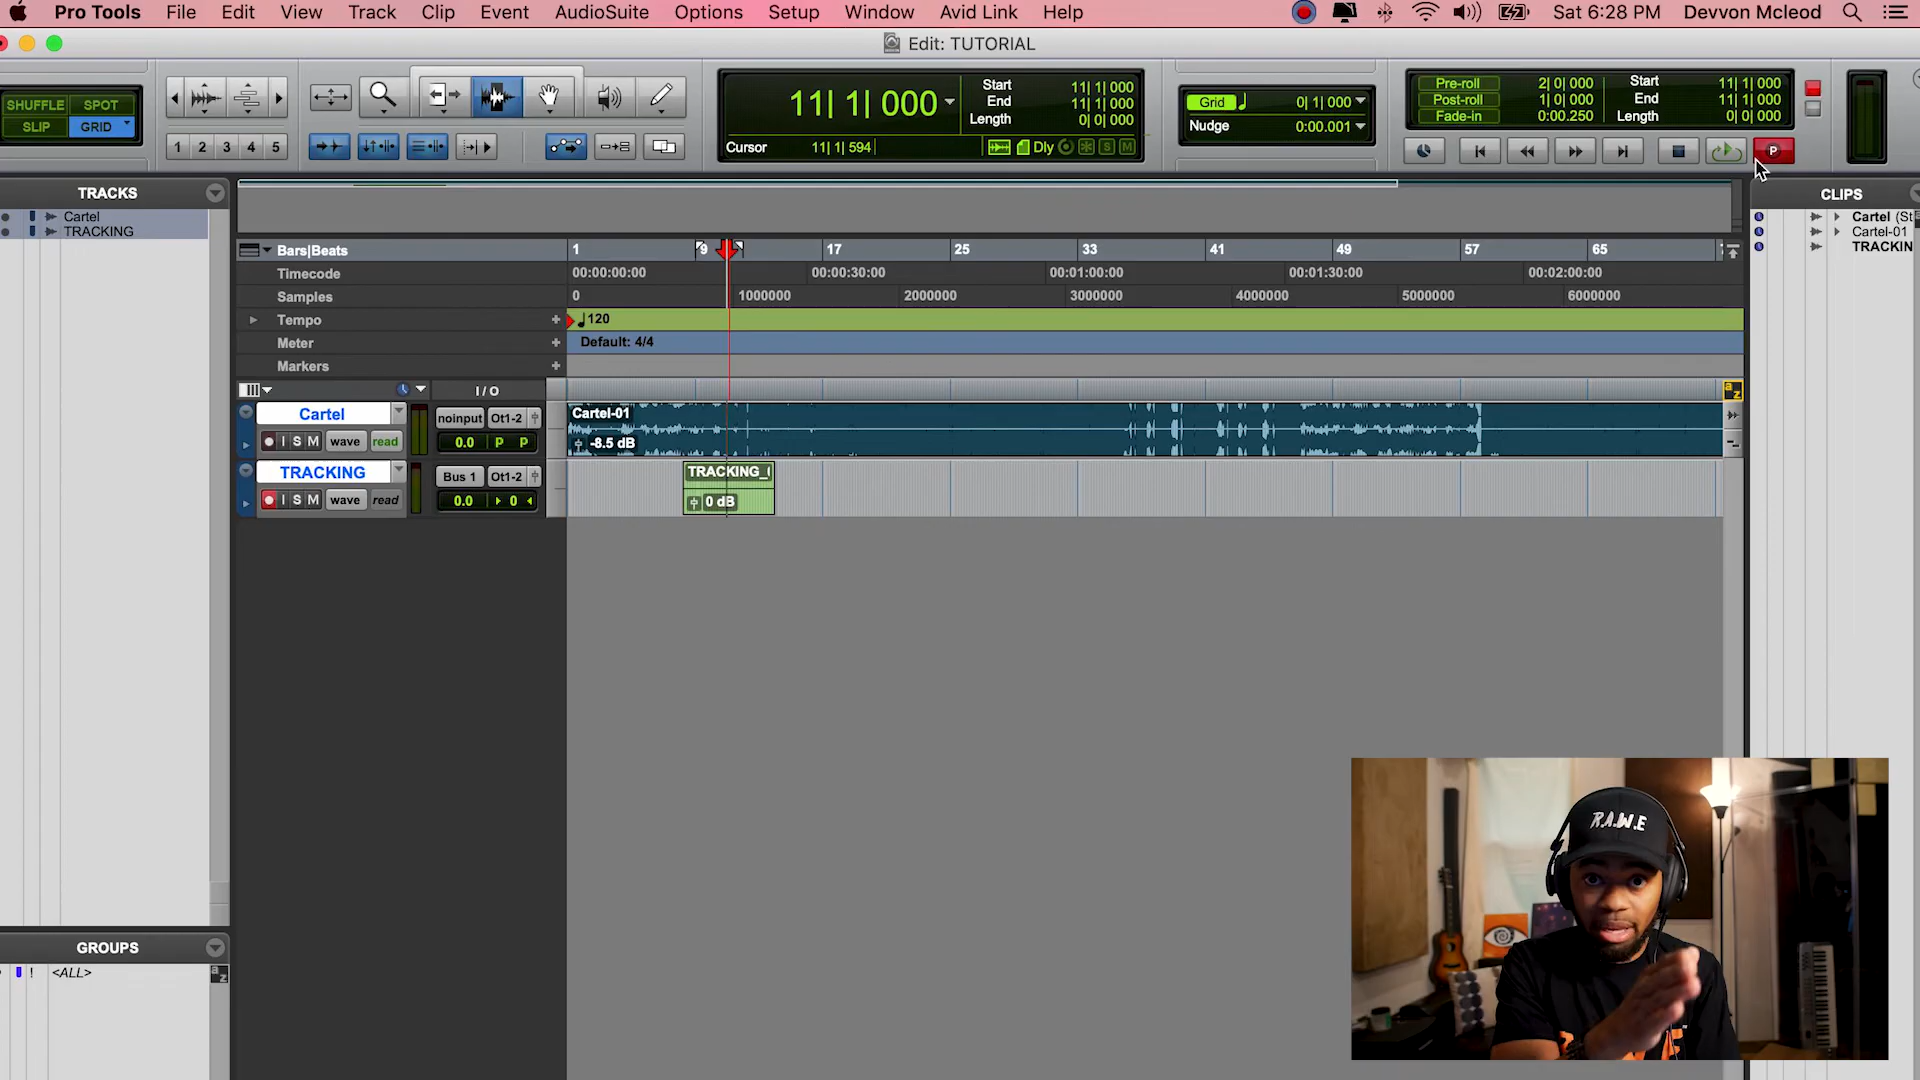 Pro Tools File Edit View Track Clip Event AudioSuite Options Setup Window Avid Link Help Sat 6:28 PM Devvon Mcleod
Edit: TUTORIAL
SHUFFLE SPOT
SLIP GRID
1 2 3 4 5
11| 1| 000
Start 11| 1| 000
End 11| 1| 000
Length 0| 0| 000
Cursor 11| 1| 594 Dly S M
Grid 0| 1| 000
Nudge 0:00.001
Pre-roll 2| 0| 000 Start 11| 1| 000
Post-roll 1| 0| 000 End 11| 1| 000
Fade-in 0:00.250 Length 0| 0| 000
P
TRACKS
Cartel
TRACKING
CLIPS
Cartel (St
Cartel-01
TRACKIN
Bars|Beats 1 9 17 25 33 41 49 57 65
Timecode 00:00:00:00 00:00:30:00 00:01:00:00 00:01:30:00 00:02:00:00
Samples 0 1000000 2000000 3000000 4000000 5000000 6000000
Tempo + 120
Meter + Default: 4/4
Markers +
I / O
a z
Cartel noinput Ot1-2 Cartel-01
I S M wave read 0.0 P P -8.5 dB
TRACKING Bus 1 Ot1-2 TRACKING_
I S M wave read 0.0 0 0 dB
GROUPS
! <ALL> a z
R.A.W.E